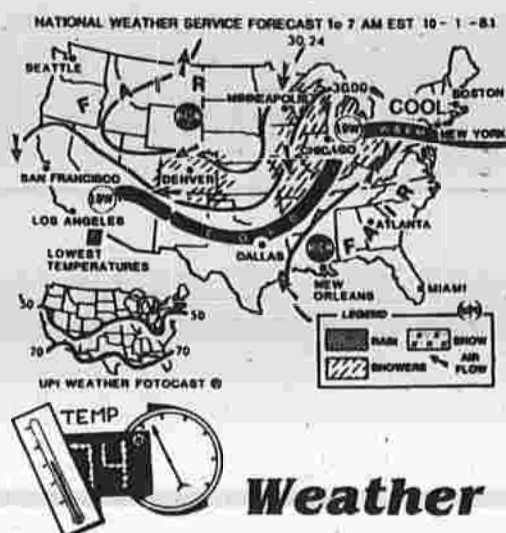 NATIONAL WEATHER SERVICE FORECAST to 7 AM EST 10 - 1 - 81
30.24
SEATTLE
F A I R
MINNEAPOLIS
30.00
BOSTON
COOL
LOW
NEW YORK
CHICAGO
SAN FRANCISCO
DENVER
LOW
LOS ANGELES
ATLANTA
F A I R
LOWEST
TEMPERATURES
DALLAS
NEW
ORLEANS
MIAMI
LEGEND
RAIN
SNOW
SHOWERS
AIR
FLOW
50
50
70
70
UPI WEATHER FOTOCAST ®
TEMP
74
Weather